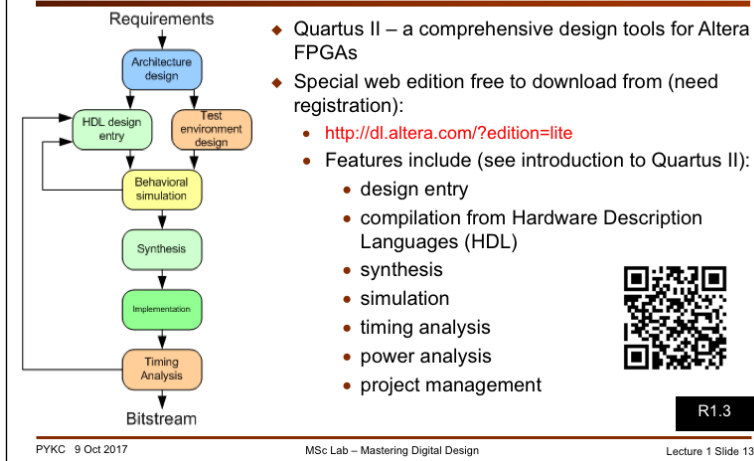 Requirements
Architecture
design
HDL design
entry
Test
environment
design
Behavioral
simulation
Synthesis
Implementation
Timing
Analysis
Bitstream
◆ Quartus II – a comprehensive design tools for Altera
FPGAs
◆ Special web edition free to download from (need
registration):
• http://dl.altera.com/?edition=lite
• Features include (see introduction to Quartus II):
• design entry
• compilation from Hardware Description
Languages (HDL)
• synthesis
• simulation
• timing analysis
• power analysis
• project management
R1.3
PYKC 9 Oct 2017
MSc Lab – Mastering Digital Design
Lecture 1 Slide 13